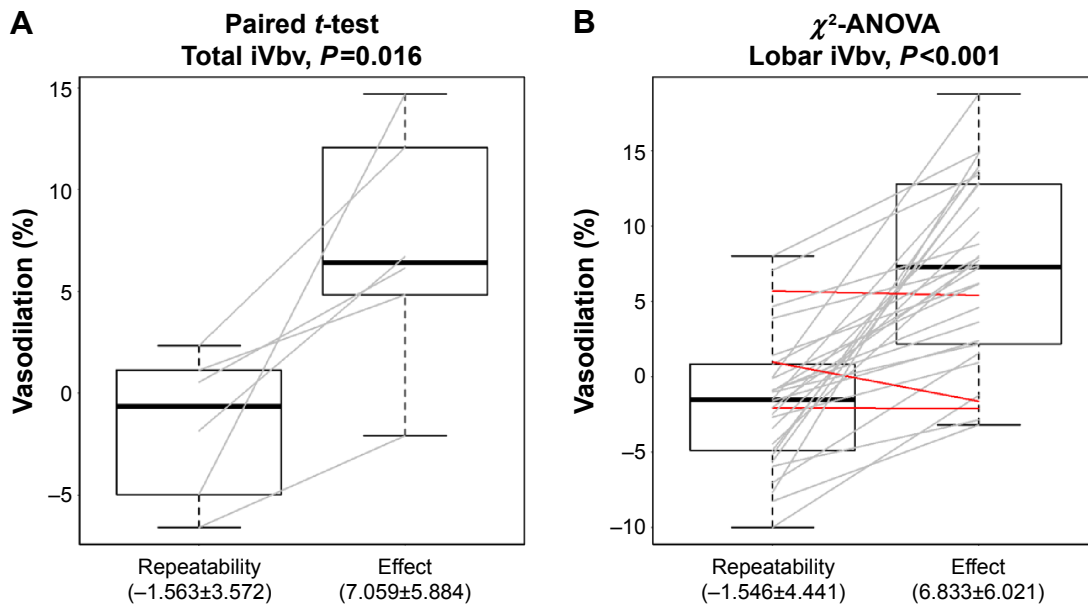 A
Paired t-test
Total iVbv, P=0.016
Vasodilation (%)
15
10
5
0
–5
Repeatability
(–1.563±3.572)
Effect
(7.059±5.884)
B
χ²-ANOVA
Lobar iVbv, P<0.001
Vasodilation (%)
15
10
5
0
–5
–10
Repeatability
(–1.546±4.441)
Effect
(6.833±6.021)